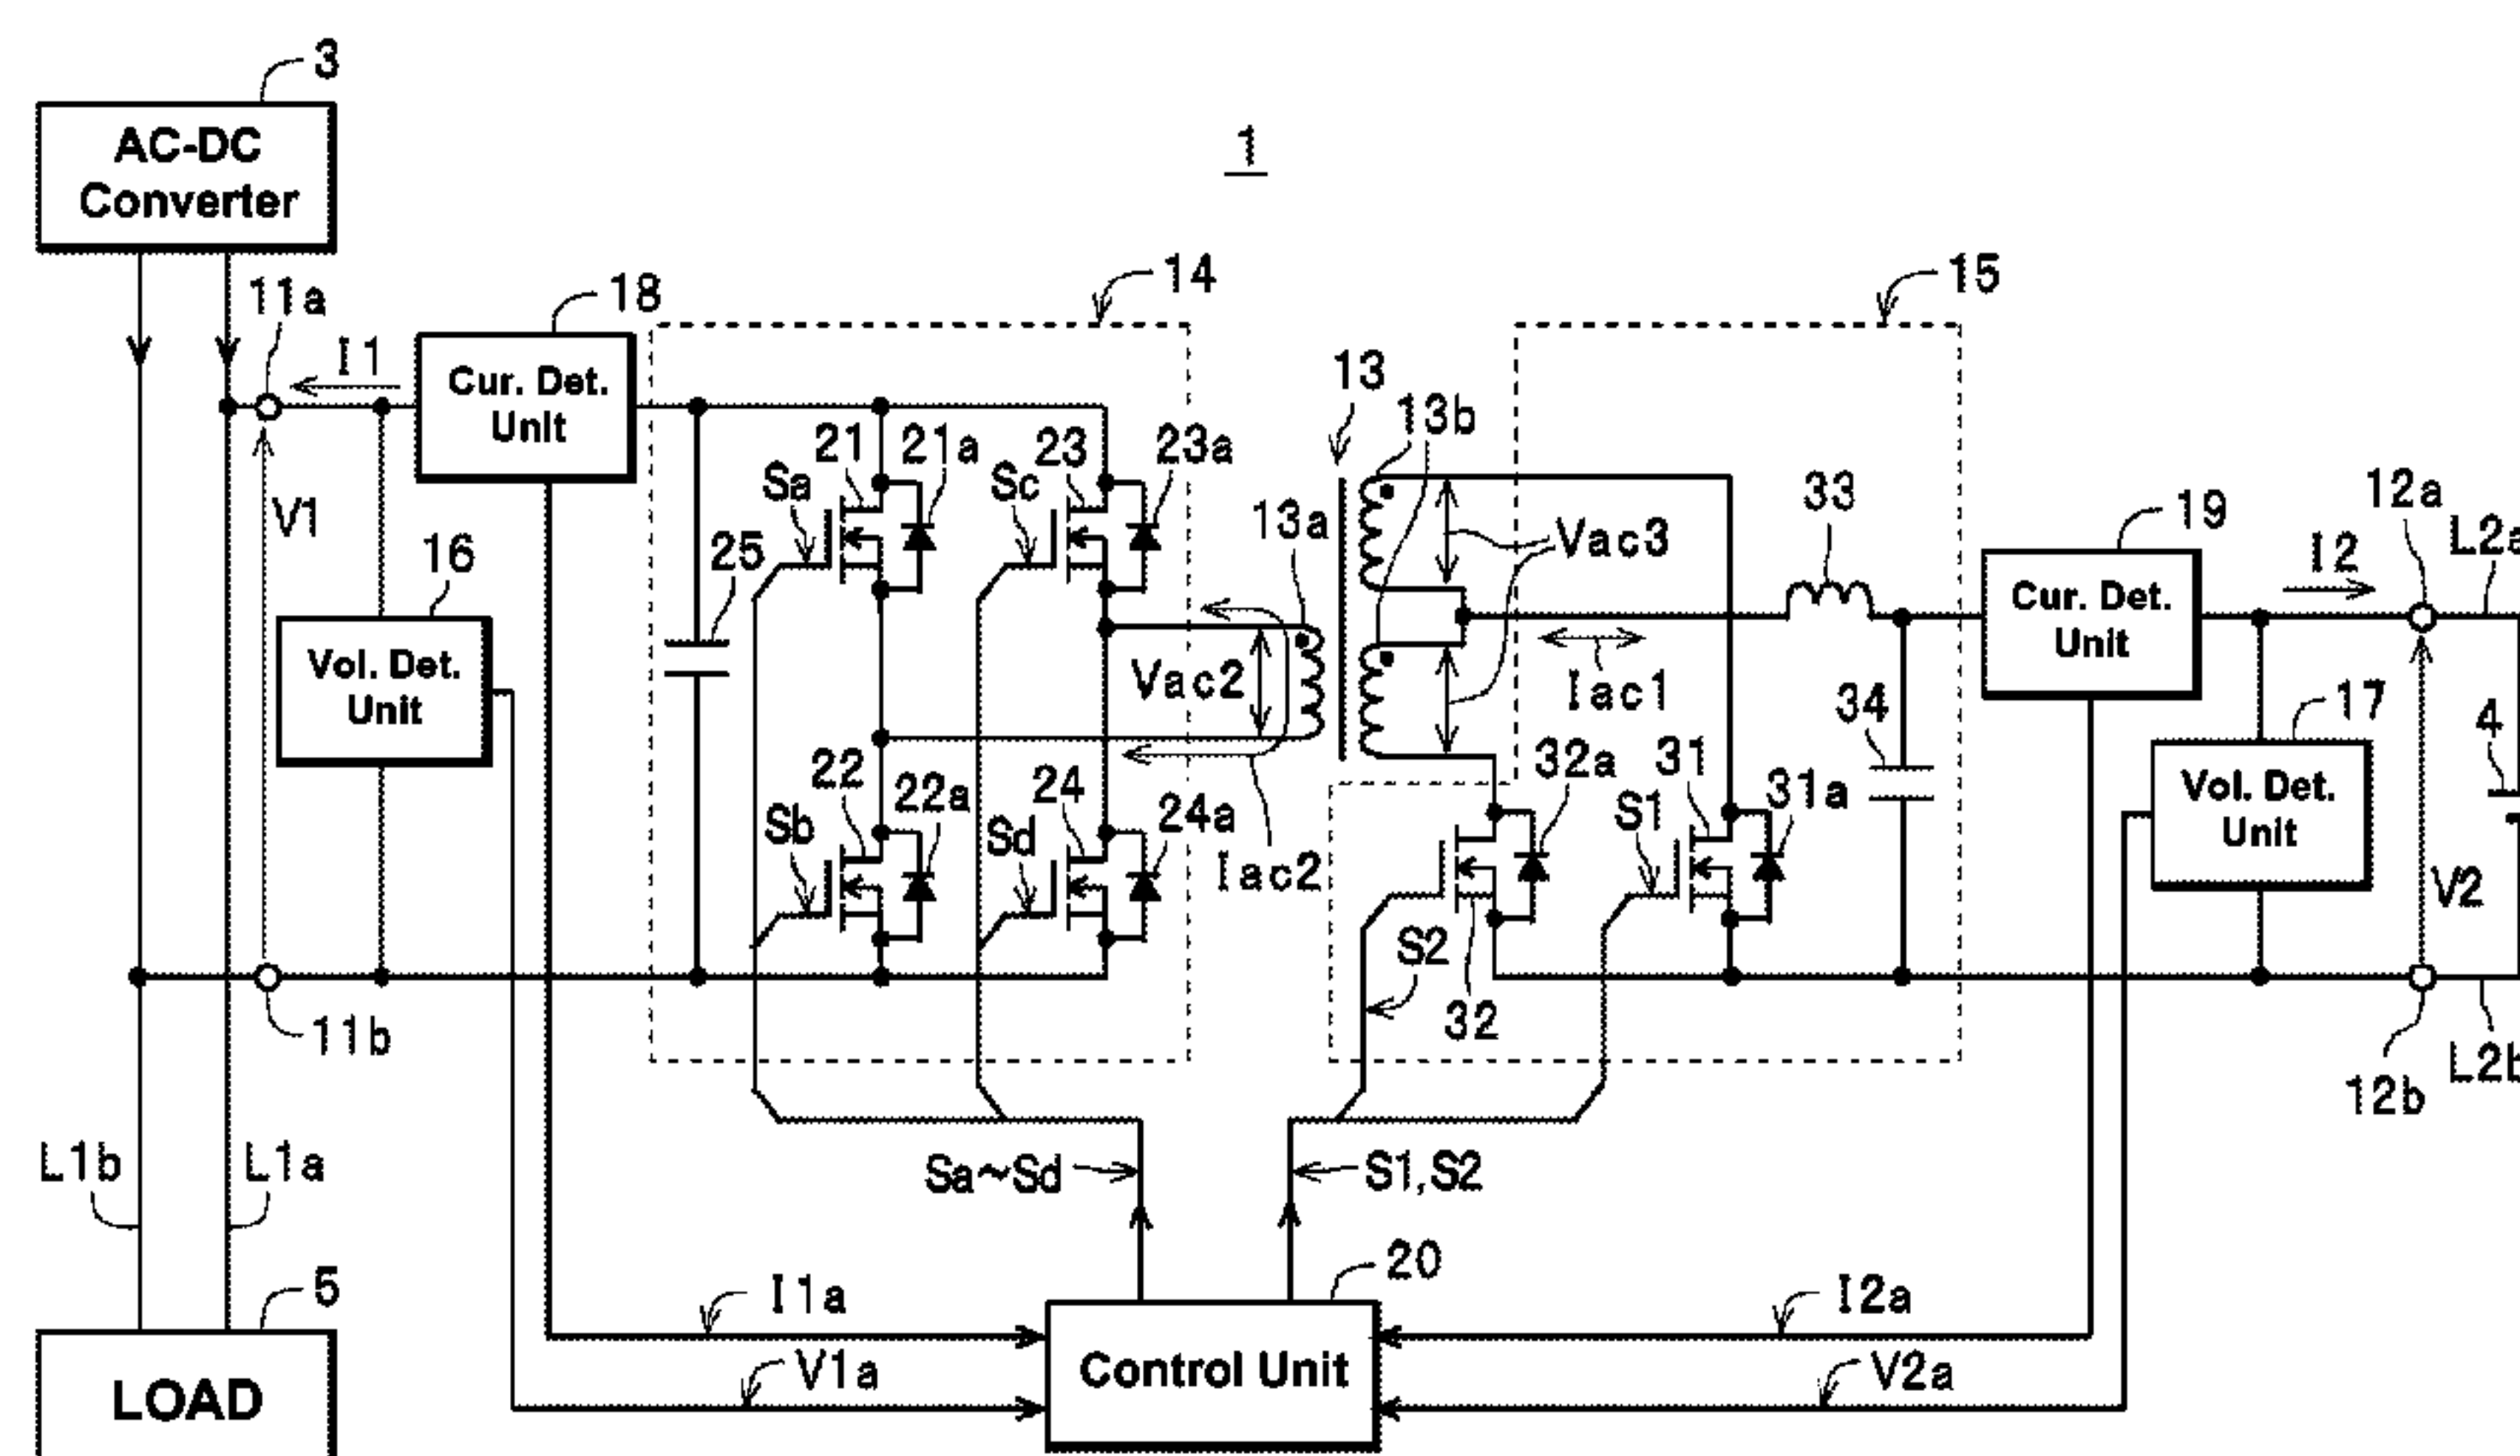 3
AC-DC
Converter
1
11a
I1
18
Cur. Det.
Unit
14
15
V1
16
Vol. Det.
Unit
25
21
21a
Sa
23
23a
Sc
13
13b
13a
Vac3
Vac2
Iac1
Iac2
33
34
19
Cur. Det.
Unit
I2
12a
L2a
17
Vol. Det.
Unit
4
V2
22
22a
Sb
24
24a
Sd
32a
31
31a
S1
S2
32
11b
12b
L1b
L1a
Sa~Sd
S1,S2
20
Control Unit
I1a
V1a
I2a
V2a
5
LOAD